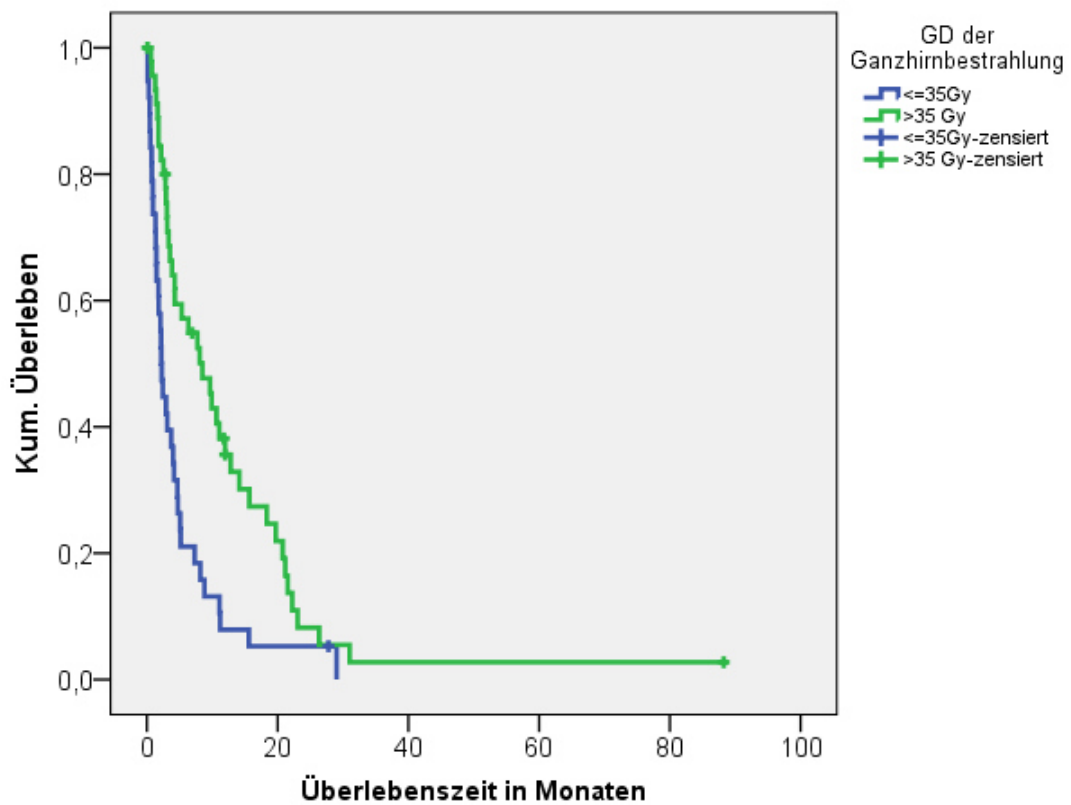 GD der
Ganzhirnbestrahlung
<=35Gy
>35 Gy
<=35Gy-zensiert
>35 Gy-zensiert
Kum. Überleben
1,0
0,8
0,6
0,4
0,2
0,0
0 20 40 60 80 100
Überlebenszeit in Monaten